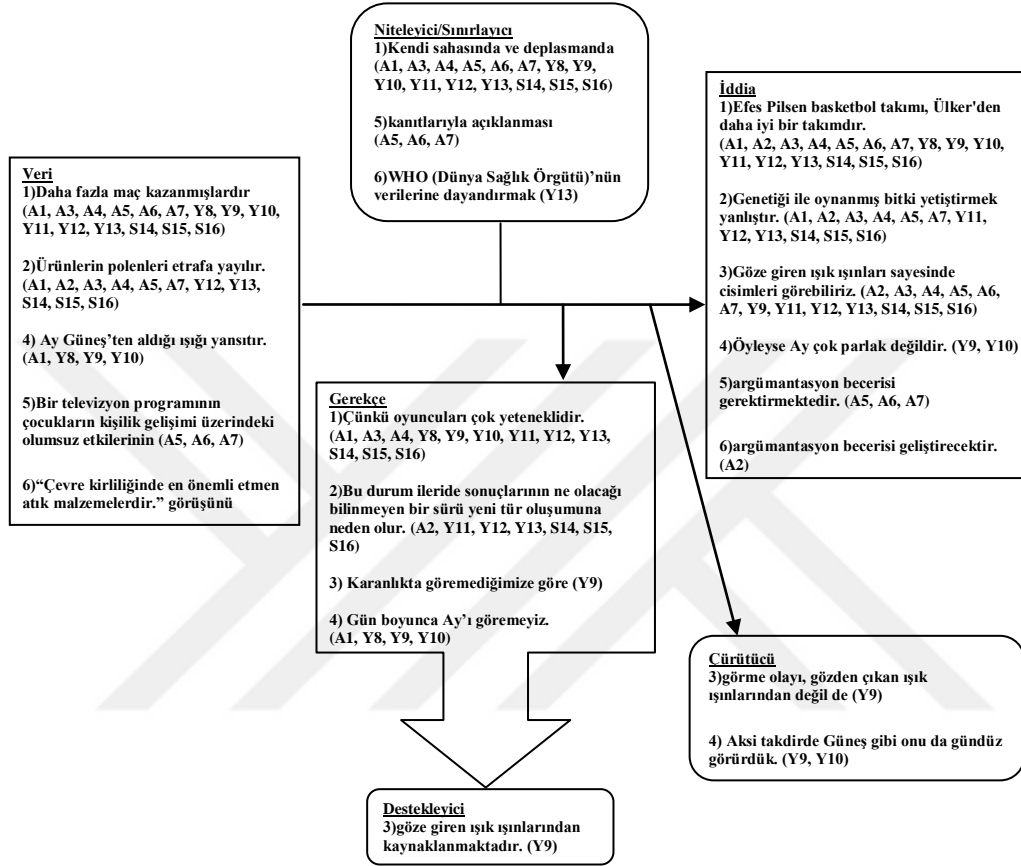 Niteleyici/Sınırlayıcı
1)Kendi sahasında ve deplasmanda
(A1, A3, A4, A5, A6, A7, Y8, Y9,
Y10, Y11, Y12, Y13, S14, S15, S16)
5)kanıtlarıyla açıklanması
(A5, A6, A7)
6)WHO (Dünya Sağlık Örgütü)’nün
verilerine dayandırmak (Y13)
Veri
1)Daha fazla maç kazanmışlardır
(A1, A3, A4, A5, A6, A7, Y8, Y9, Y10,
Y11, Y12, Y13, S14, S15, S16)
2)Ürünlerin polenleri etrafa yayılır.
(A1, A2, A3, A4, A5, A7, Y12, Y13,
S14, S15, S16)
4) Ay Güneş’ten aldığı ışığı yansıtır.
(A1, Y8, Y9, Y10)
5)Bir televizyon programının
çocukların kişilik gelişimi üzerindeki
olumsuz etkilerinin (A5, A6, A7)
6)“Çevre kirliliğinde en önemli etmen
atık malzemelerdir.” görüşünü
İddia
1)Efes Pilsen basketbol takımı, Ülker'den
daha iyi bir takımdır.
(A1, A2, A3, A4, A5, A6, A7, Y8, Y9, Y10,
Y11, Y12, Y13, S14, S15, S16)
2)Genetiği ile oynanmış bitki yetiştirmek
yanlıştır. (A1, A2, A3, A4, A5, A7, Y11,
Y12, Y13, S14, S15, S16)
3)Göze giren ışık ışınları sayesinde
cisimleri görebiliriz. (A2, A3, A4, A5, A6,
A7, Y9, Y11, Y12, Y13, S14, S15, S16)
4)Öyleyse Ay çok parlak değildir. (Y9, Y10)
5)argümantasyon becerisi
gerektirmektedir. (A5, A6, A7)
6)argümantasyon becerisi geliştirecektir.
(A2)
Gerekçe
1)Çünkü oyuncuları çok yeteneklidir.
(A1, A3, A4, Y8, Y9, Y10, Y11, Y12, Y13,
S14, S15, S16)
2)Bu durum ileride sonuçlarının ne olacağı
bilinmeyen bir sürü yeni tür oluşumuna
neden olur. (A2, Y11, Y12, Y13, S14, S15,
S16)
3) Karanlıkta göremediğimize göre (Y9)
4) Gün boyunca Ay’ı göremeyiz.
(A1, Y8, Y9, Y10)
Çürütücü
3)görme olayı, gözden çıkan ışık
ışınlarından değil de (Y9)
4) Aksi takdirde Güneş gibi onu da gündüz
görürdük. (Y9, Y10)
Destekleyici
3)göze giren ışık ışınlarından
kaynaklanmaktadır. (Y9)